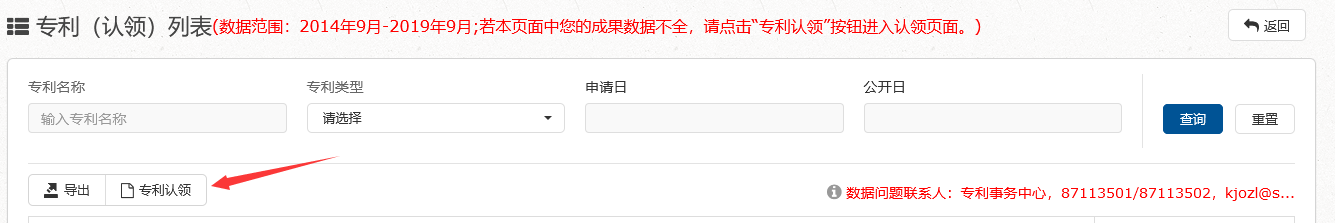 专利（认领）列表(数据范围：2014年9月-2019年9月;若本页面中您的成果数据不全，请点击“专利认领”按钮进入认领页面。) 返回
专利名称 专利类型 申请日 公开日
输入专利名称 请选择 查询 重置
导出 专利认领 数据问题联系人：专利事务中心，87113501/87113502，kjozl@s...